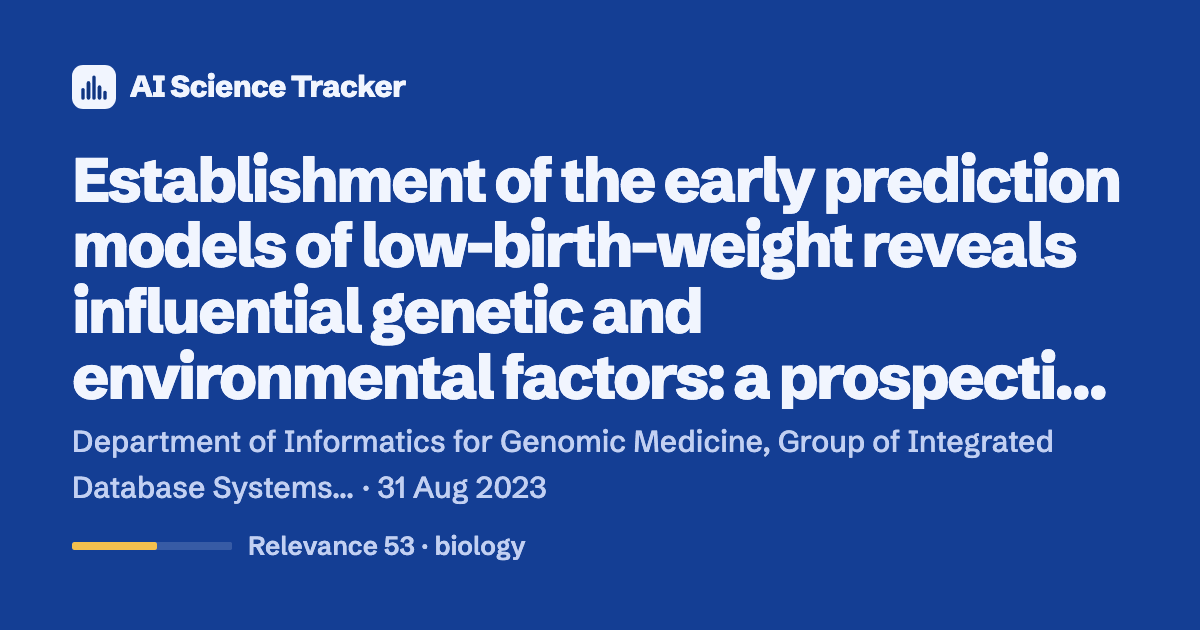 AI Science Tracker
Establishment of the early prediction
models of low-birth-weight reveals
influential genetic and
environmental factors: a prospecti...
Department of Informatics for Genomic Medicine, Group of Integrated
Database Systems... · 31 Aug 2023
Relevance 53 · biology